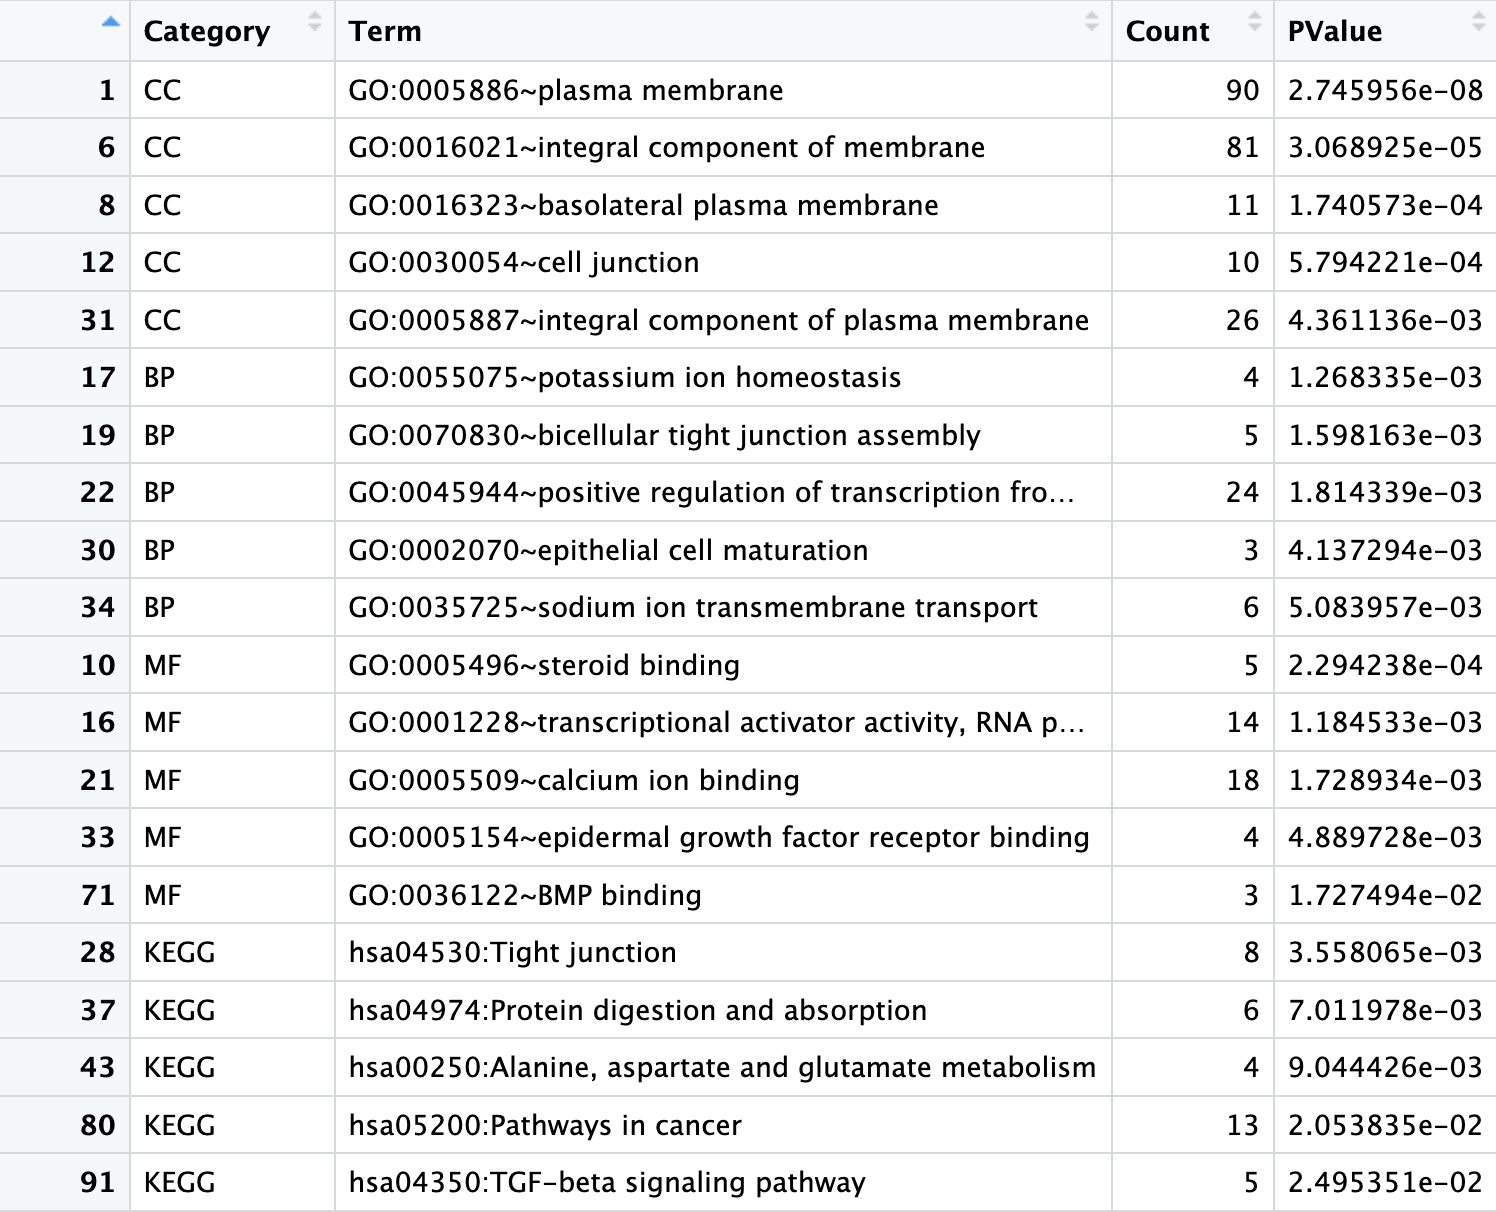 Category Term Count PValue
1 CC GO:0005886~plasma membrane 90 2.745956e-08
6 CC GO:0016021~integral component of membrane 81 3.068925e-05
8 CC GO:0016323~basolateral plasma membrane 11 1.740573e-04
12 CC GO:0030054~cell junction 10 5.794221e-04
31 CC GO:0005887~integral component of plasma membrane 26 4.361136e-03
17 BP GO:0055075~potassium ion homeostasis 4 1.268335e-03
19 BP GO:0070830~bicellular tight junction assembly 5 1.598163e-03
22 BP GO:0045944~positive regulation of transcription fro... 24 1.814339e-03
30 BP GO:0002070~epithelial cell maturation 3 4.137294e-03
34 BP GO:0035725~sodium ion transmembrane transport 6 5.083957e-03
10 MF GO:0005496~steroid binding 5 2.294238e-04
16 MF GO:0001228~transcriptional activator activity, RNA p... 14 1.184533e-03
21 MF GO:0005509~calcium ion binding 18 1.728934e-03
33 MF GO:0005154~epidermal growth factor receptor binding 4 4.889728e-03
71 MF GO:0036122~BMP binding 3 1.727494e-02
28 KEGG hsa04530:Tight junction 8 3.558065e-03
37 KEGG hsa04974:Protein digestion and absorption 6 7.011978e-03
43 KEGG hsa00250:Alanine, aspartate and glutamate metabolism 4 9.044426e-03
80 KEGG hsa05200:Pathways in cancer 13 2.053835e-02
91 KEGG hsa04350:TGF-beta signaling pathway 5 2.495351e-02